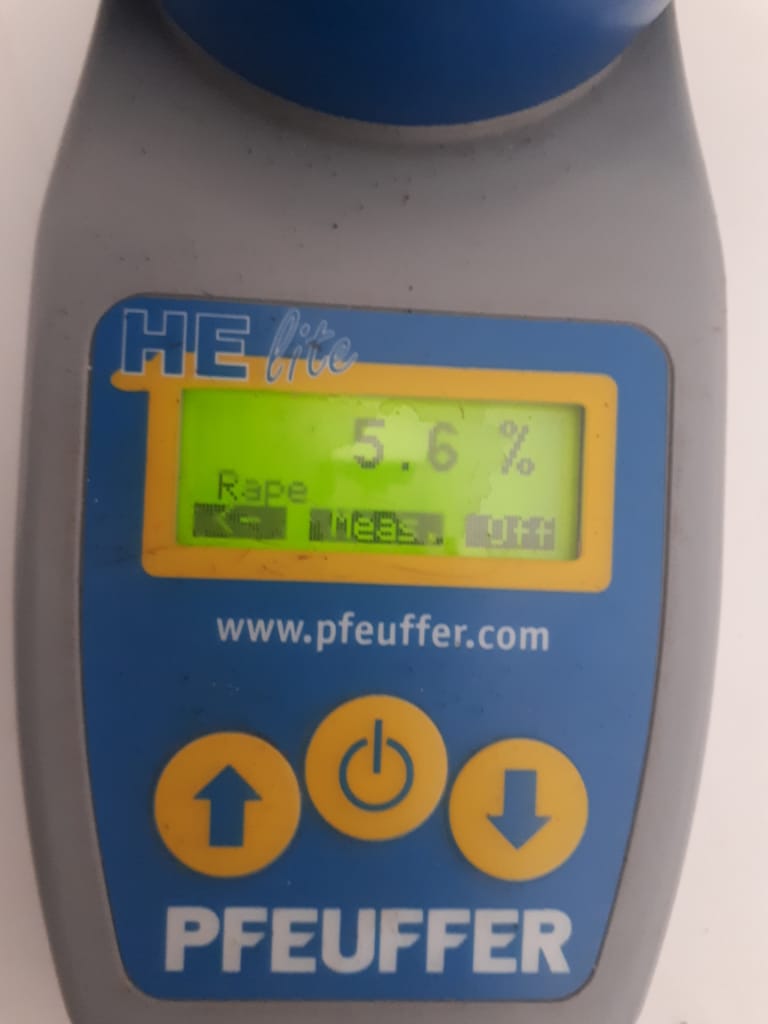 HE lite
5.6 %
Rape
<- Meas. Off
www.pfeuffer.com
PFEUFFER